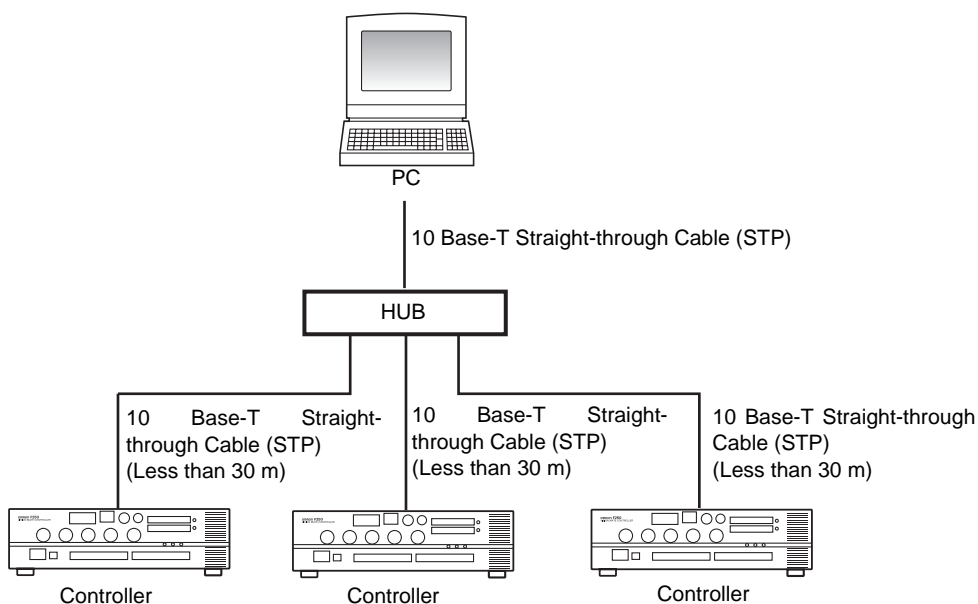 PC
10 Base-T Straight-through Cable (STP)
HUB
10 Base-T Straight-
through Cable (STP)
(Less than 30 m)
10 Base-T Straight-
through Cable (STP)
(Less than 30 m)
10 Base-T Straight-through
Cable (STP)
(Less than 30 m)
Controller
Controller
Controller